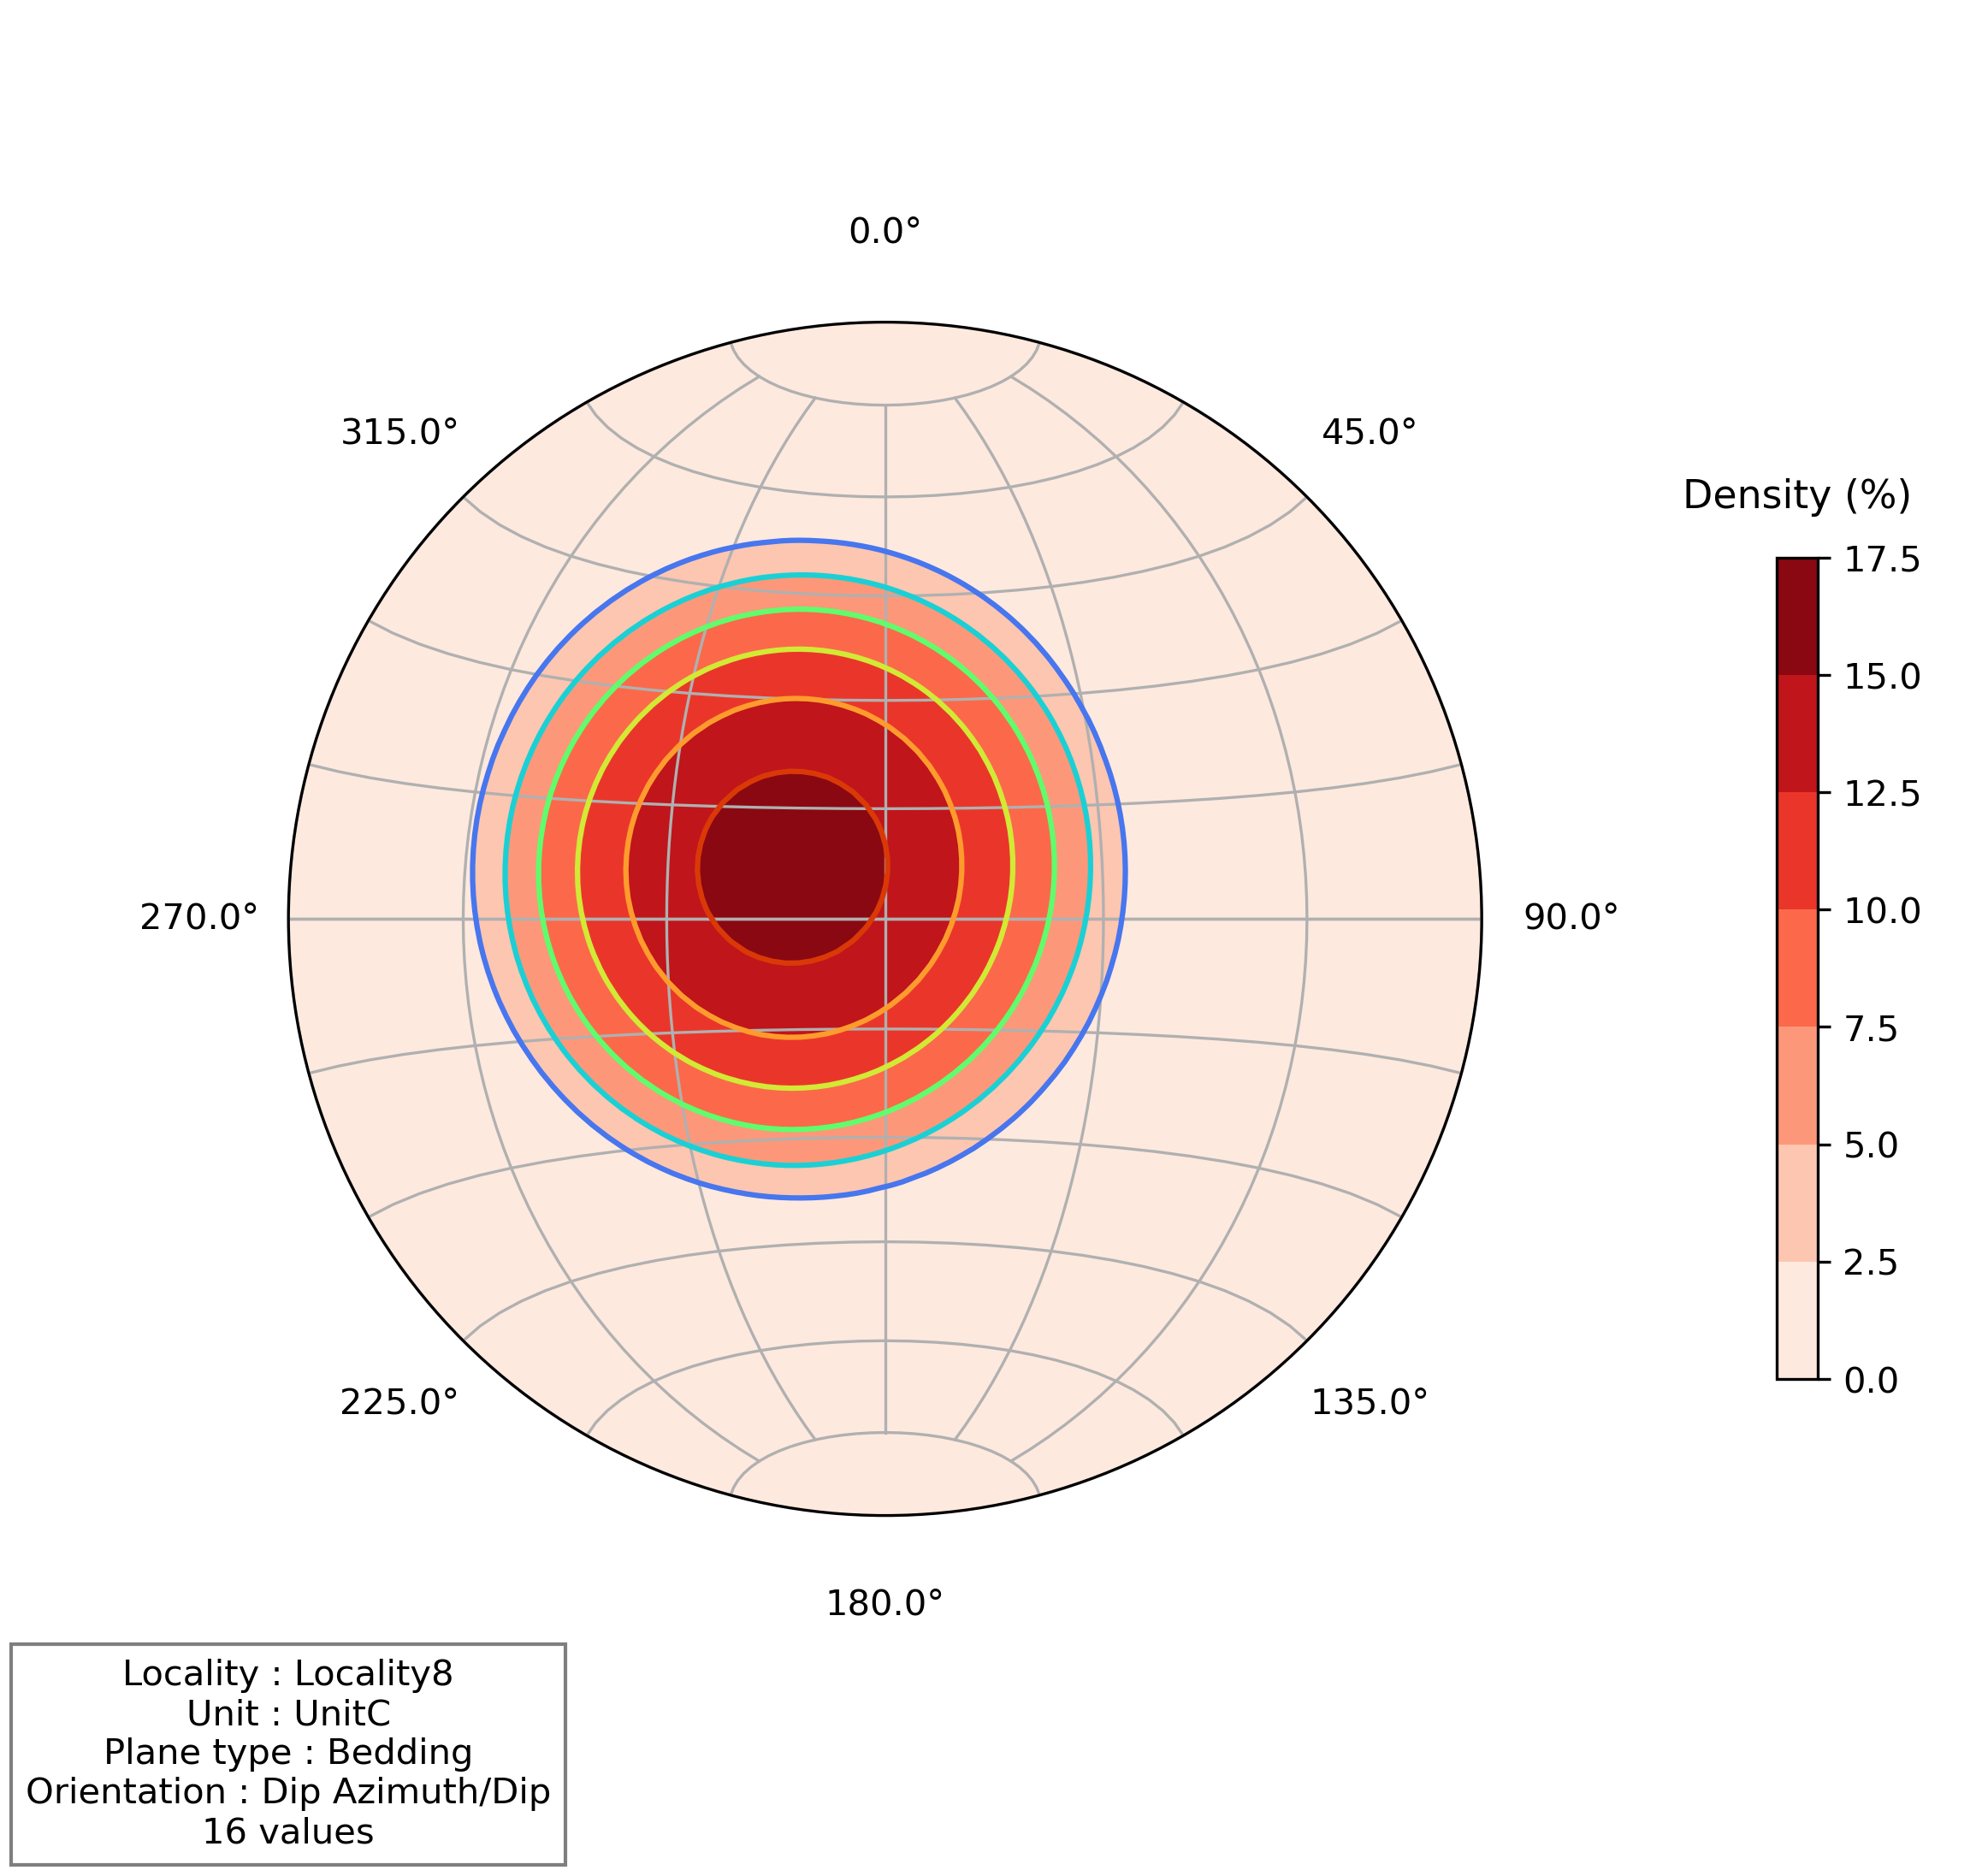 0.0°
315.0°
45.0°
Density (%)
17.5
15.0
12.5
270.0°
90.0°
10.0
7.5
5.0
2.5
0.0
225.0°
135.0°
180.0°
Locality : Locality8
Unit : UnitC
Plane type : Bedding
Orientation : Dip Azimuth/Dip
16 values